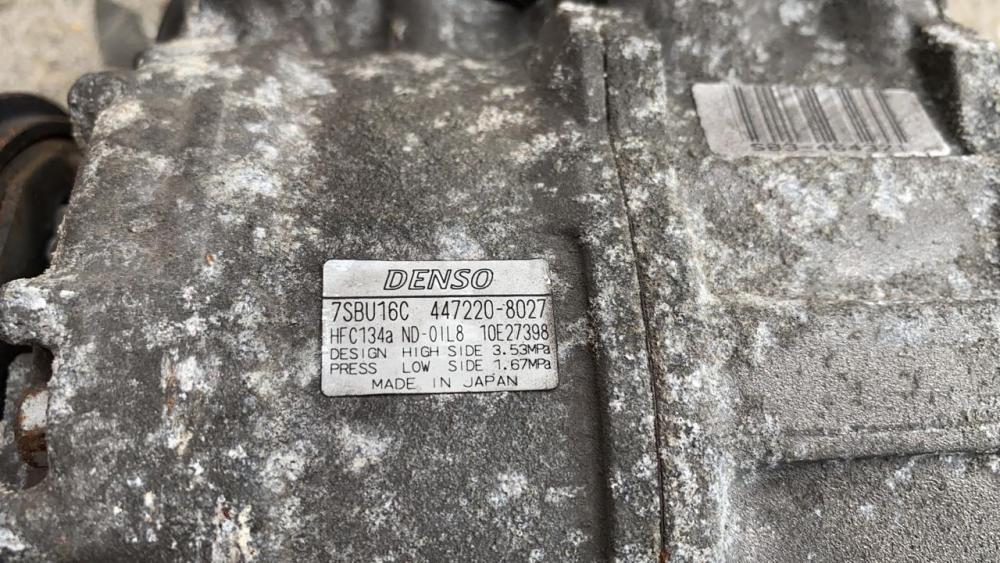 DENSO
7SBU16C 447220-8027
HFC134a ND-OIL8 10E27398
DESIGN HIGH SIDE 3.53MPa
PRESS LOW SIDE 1.67MPa
MADE IN JAPAN